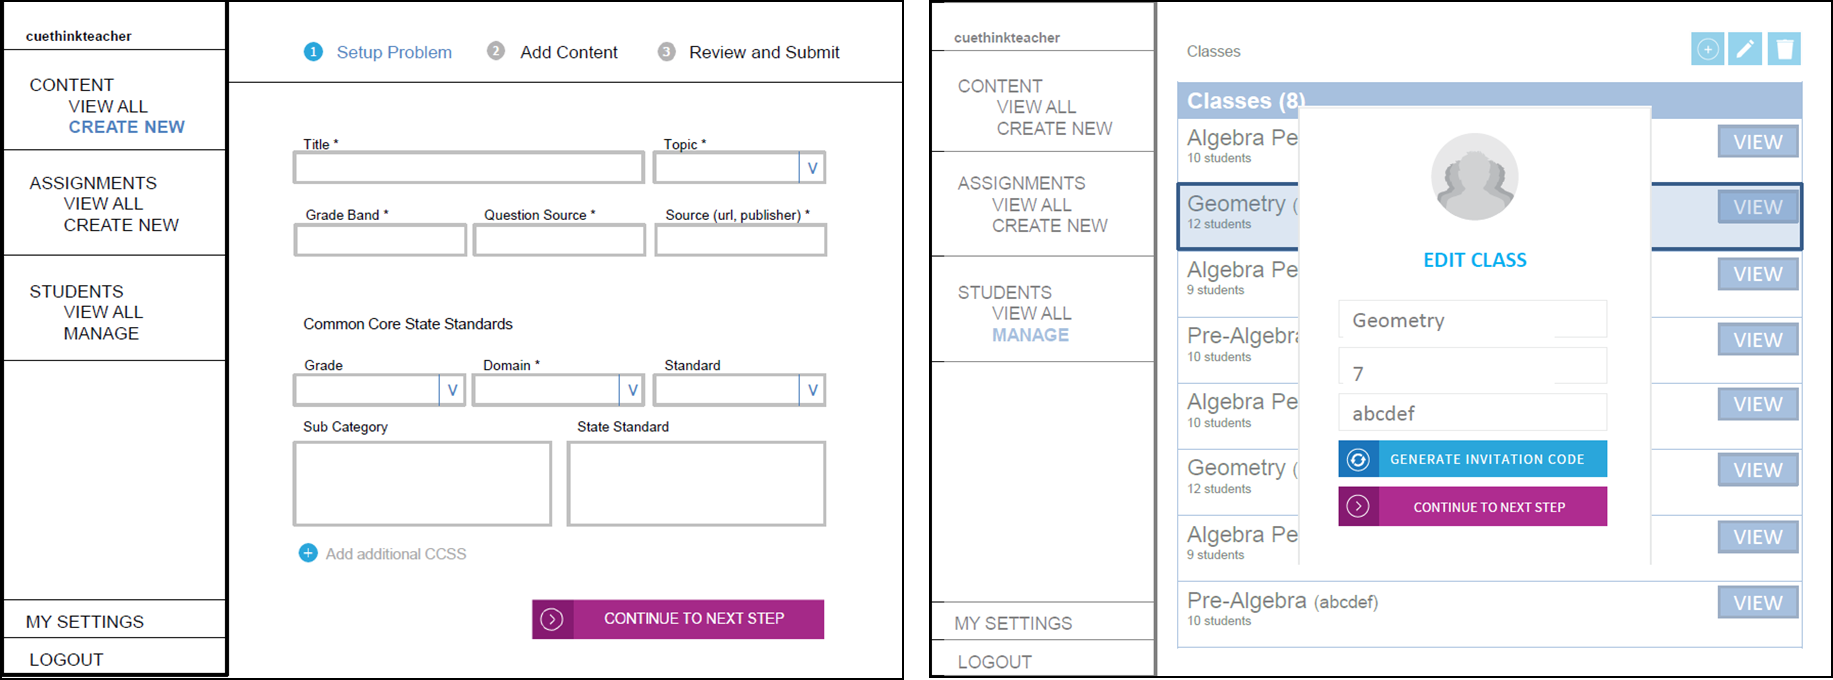 cuethinkteacher
CONTENT
VIEW ALL
CREATE NEW
ASSIGNMENTS
VIEW ALL
CREATE NEW
STUDENTS
VIEW ALL
MANAGE
MY SETTINGS
LOGOUT
1 Setup Problem 2 Add Content 3 Review and Submit
Title * Topic *
V
Grade Band * Question Source * Source (url, publisher) *
Common Core State Standards
Grade Domain * Standard
V V V
Sub Category State Standard
+ Add additional CCSS
> CONTINUE TO NEXT STEP
cuethinkteacher
CONTENT
VIEW ALL
CREATE NEW
ASSIGNMENTS
VIEW ALL
CREATE NEW
STUDENTS
VIEW ALL
MANAGE
MY SETTINGS
LOGOUT
Classes
Classes (8)
Algebra Pe VIEW
10 students
Geometry ( VIEW
12 students
Algebra Pe VIEW
9 students
Pre-Algebra VIEW
10 students
Algebra Pe VIEW
10 students
Geometry ( VIEW
12 students
Algebra Pe VIEW
9 students
Pre-Algebra (abcdef) VIEW
10 students
EDIT CLASS
Geometry
7
abcdef
GENERATE INVITATION CODE
> CONTINUE TO NEXT STEP